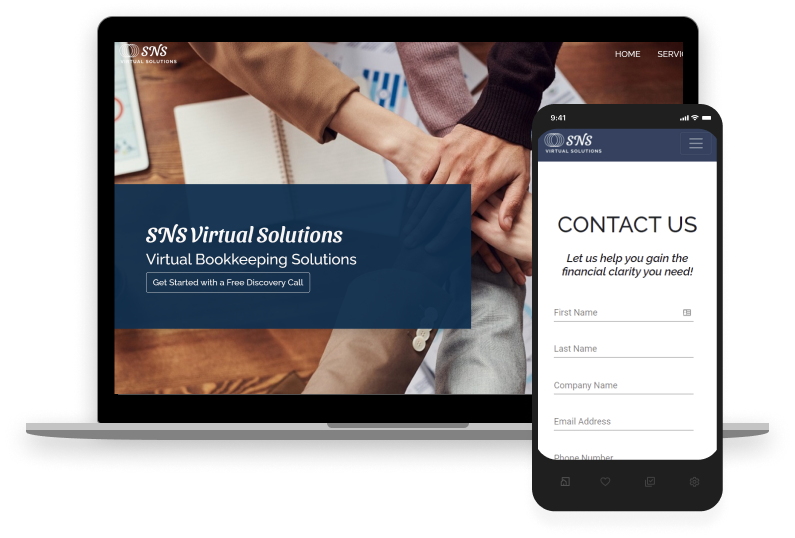 SNS
VIRTUAL SOLUTIONS
HOME
SNS Virtual Solutions
Virtual Bookkeeping Solutions
Get Started with a Free Discovery Call
9:41
SNS
VIRTUAL SOLUTIONS
CONTACT US
Let us help you gain the
financial clarity you need!
First Name
Last Name
Company Name
Email Address
Phone Number